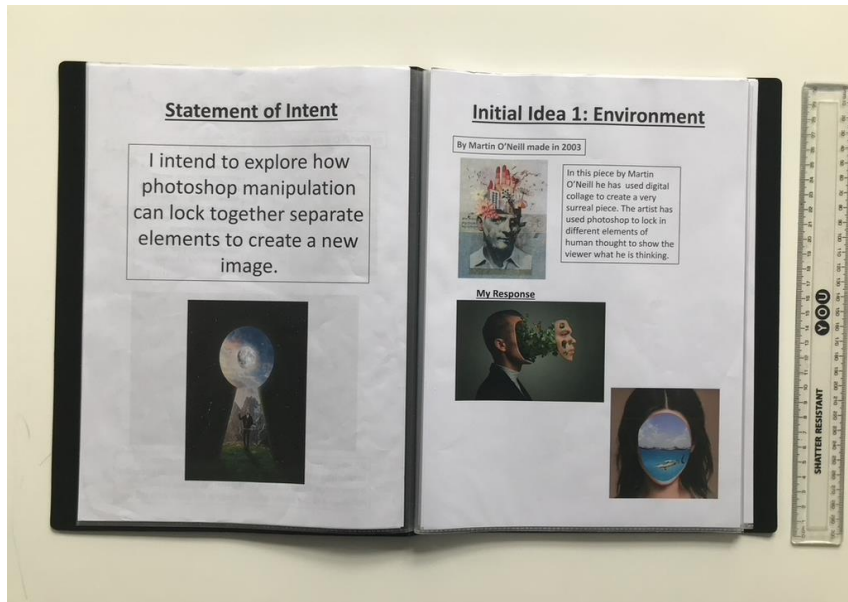 Statement of Intent
I intend to explore how
photoshop manipulation
can lock together separate
elements to create a new
image.
Initial Idea 1: Environment
By Martin O'Neill made in 2003
In this piece by Martin
O'Neill he has used digital
collage to create a very
surreal piece. The artist has
used photoshop to lock in
different elements of
human thought to show the
viewer what he is thinking.
My Response
YOU
SHATTER RESISTANT